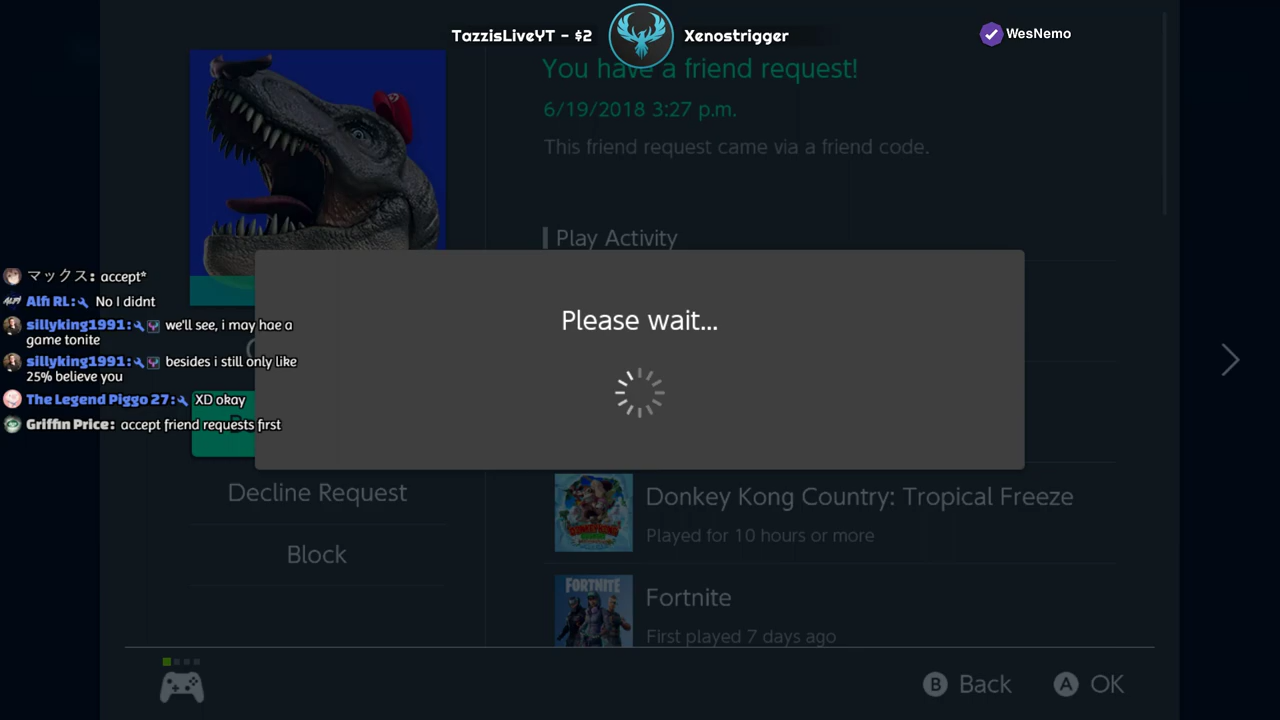 TazzisLiveYT - $2
Xenostrigger
WesNemo
You have a friend request!
6/19/2018 3:27 p.m.
This friend request came via a friend code.
Play Activity
マックス: accept*
Alfi RL: No I didnt
sillyking1991: we'll see, i may hae a
game tonite
sillyking1991: besides i still only like
25% believe you
The Legend Piggo 27: XD okay
Griffin Price: accept friend requests first
Please wait...
Decline Request
Block
Donkey Kong Country: Tropical Freeze
Played for 10 hours or more
FORTNITE
Fortnite
First played 7 days ago
B Back
A OK